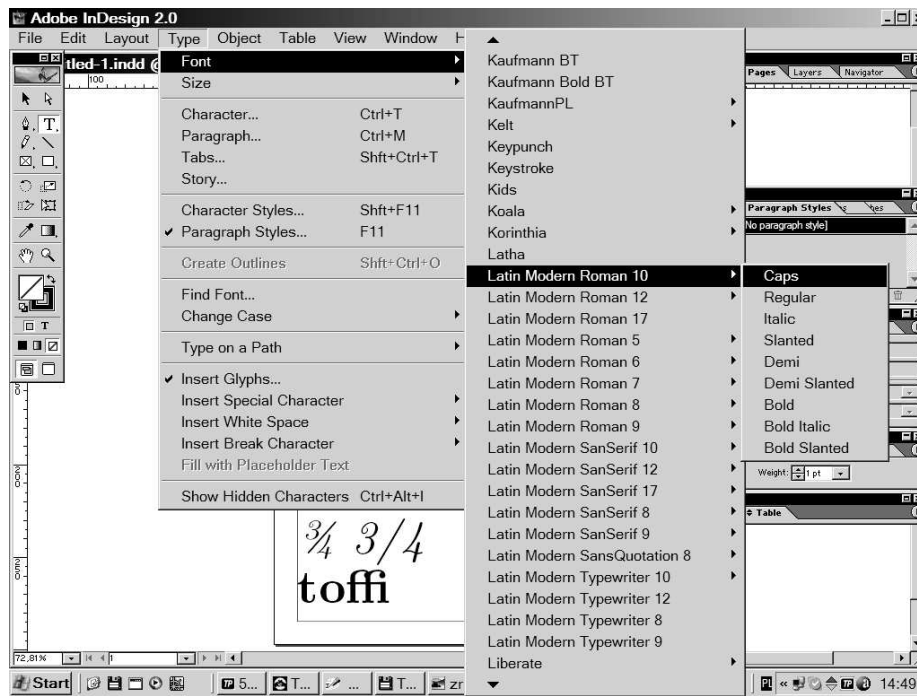 Adobe InDesign 2.0
File Edit Layout Type Object Table View Window H
tled-1.indd @
100
Font
Size
Character... Ctrl+T
Paragraph... Ctrl+M
Tabs... Shft+Ctrl+T
Story...
Character Styles... Shft+F11
Paragraph Styles... F11
Create Outlines Shft+Ctrl+O
Find Font...
Change Case
Type on a Path
Insert Glyphs...
Insert Special Character
Insert White Space
Insert Break Character
Fill with Placeholder Text
Show Hidden Characters Ctrl+Alt+I
Kaufmann BT
Kaufmann Bold BT
KaufmannPL
Kelt
Keypunch
Keystroke
Kids
Koala
Korinthia
Latha
Latin Modern Roman 10
Latin Modern Roman 12
Latin Modern Roman 17
Latin Modern Roman 5
Latin Modern Roman 6
Latin Modern Roman 7
Latin Modern Roman 8
Latin Modern Roman 9
Latin Modern SanSerif 10
Latin Modern SanSerif 12
Latin Modern SanSerif 17
Latin Modern SanSerif 8
Latin Modern SanSerif 9
Latin Modern SansQuotation 8
Latin Modern Typewriter 10
Latin Modern Typewriter 12
Latin Modern Typewriter 8
Latin Modern Typewriter 9
Liberate
Caps
Regular
Italic
Slanted
Demi
Demi Slanted
Bold
Bold Italic
Bold Slanted
Pages Layers Navigator
Paragraph Styles s hes
No paragraph style]
Weight: 1 pt
Table
¾ 3/4
toffi
72,81% 1
Start 5... T... ... T... zr 14:49